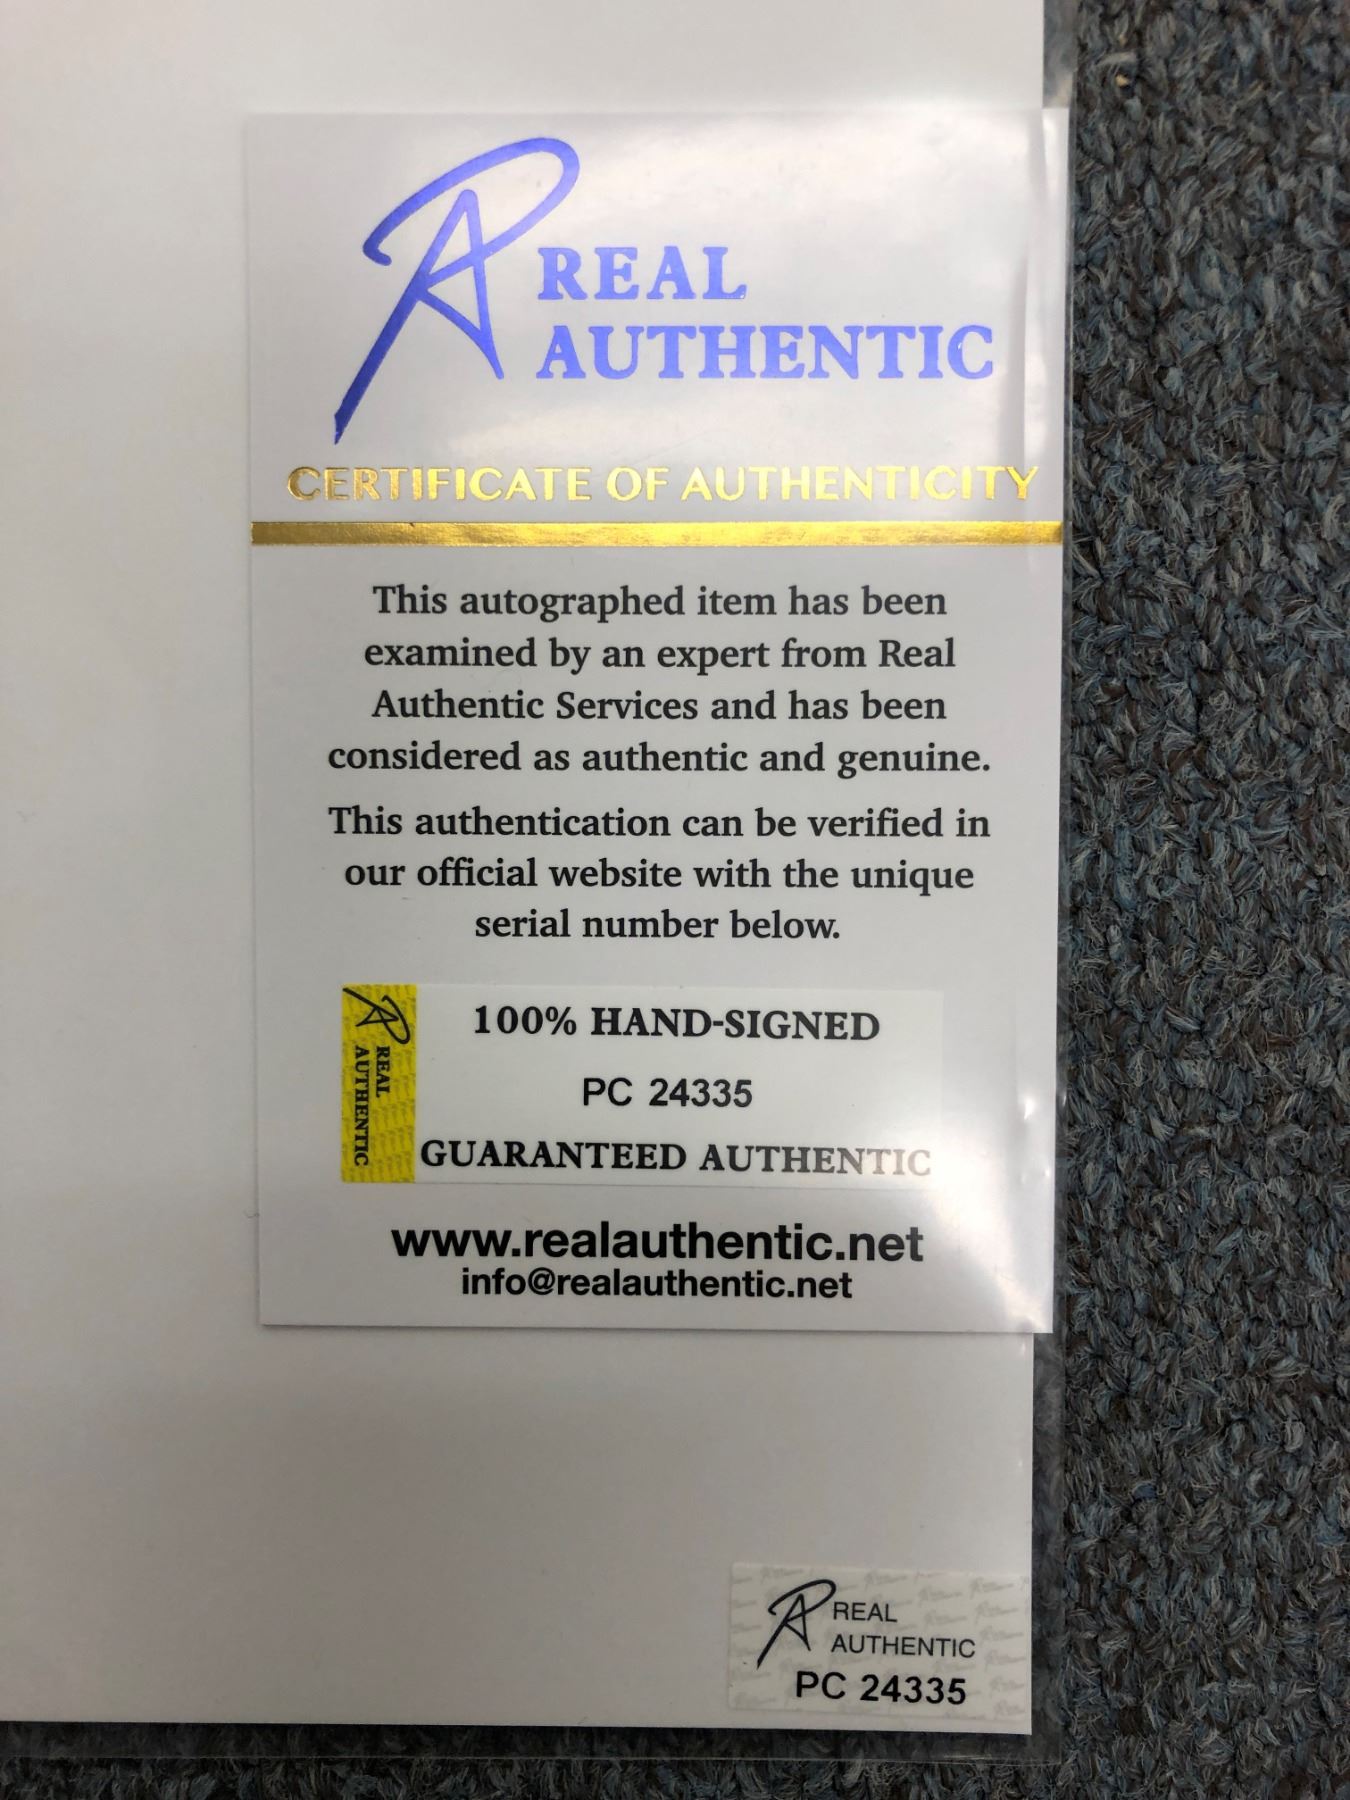 REAL
AUTHENTIC
CERTIFICATE OF AUTHENTICITY
This autographed item has been
examined by an expert from Real
Authentic Services and has been
considered as authentic and genuine.
This authentication can be verified in
our official website with the unique
serial number below.
REAL
AUTHENTIC
100% HAND-SIGNED
PC 24335
GUARANTEED AUTHENTIC
www.realauthentic.net
info@realauthentic.net
REAL
AUTHENTIC
PC 24335